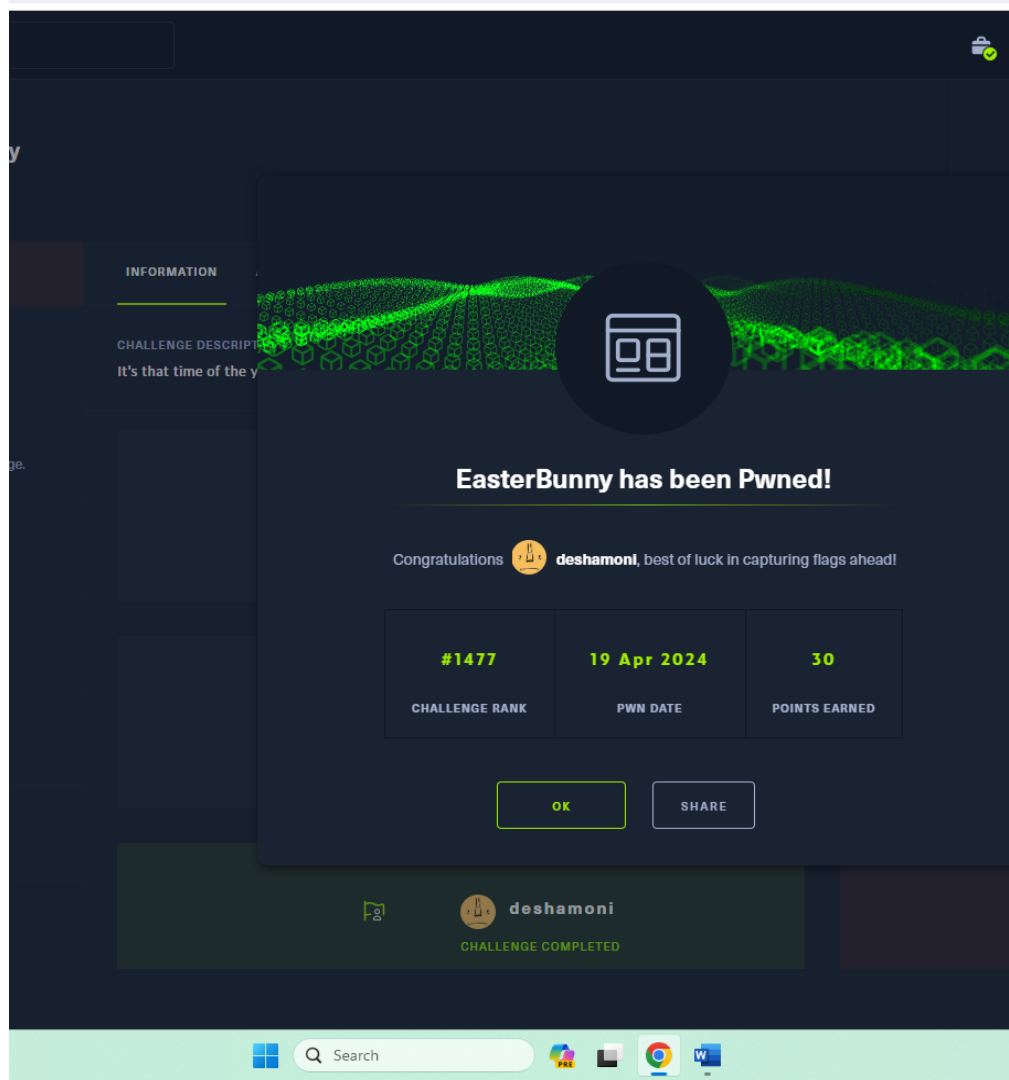 y
INFORMATION
CHALLENGE DESCRIPT
It's that time of the y
ge.
EasterBunny has been Pwned!
Congratulations deshamoni, best of luck in capturing flags ahead!
#1477 19 Apr 2024 30
CHALLENGE RANK PWN DATE POINTS EARNED
OK SHARE
deshamoni
CHALLENGE COMPLETED
Search
PRE
W